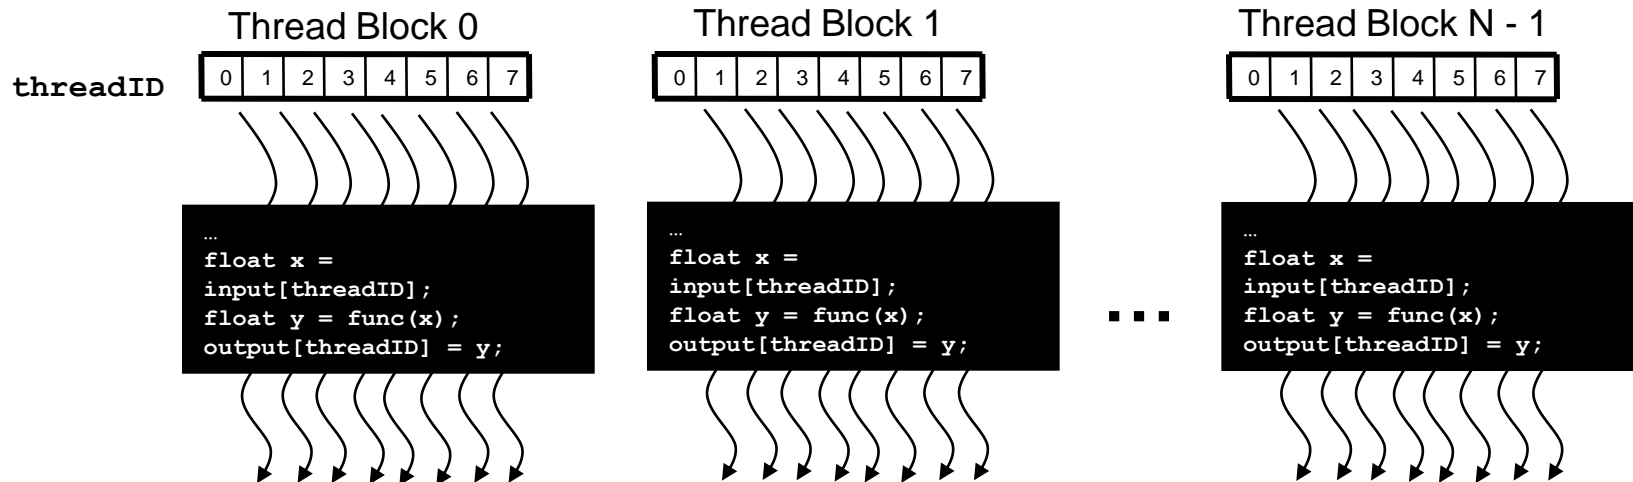 Thread Block 0
Thread Block 1
Thread Block N - 1
threadID
0 1 2 3 4 5 6 7
0 1 2 3 4 5 6 7
0 1 2 3 4 5 6 7
…
float x =
input[threadID];
float y = func(x);
output[threadID] = y;
…
float x =
input[threadID];
float y = func(x);
output[threadID] = y;
...
…
float x =
input[threadID];
float y = func(x);
output[threadID] = y;